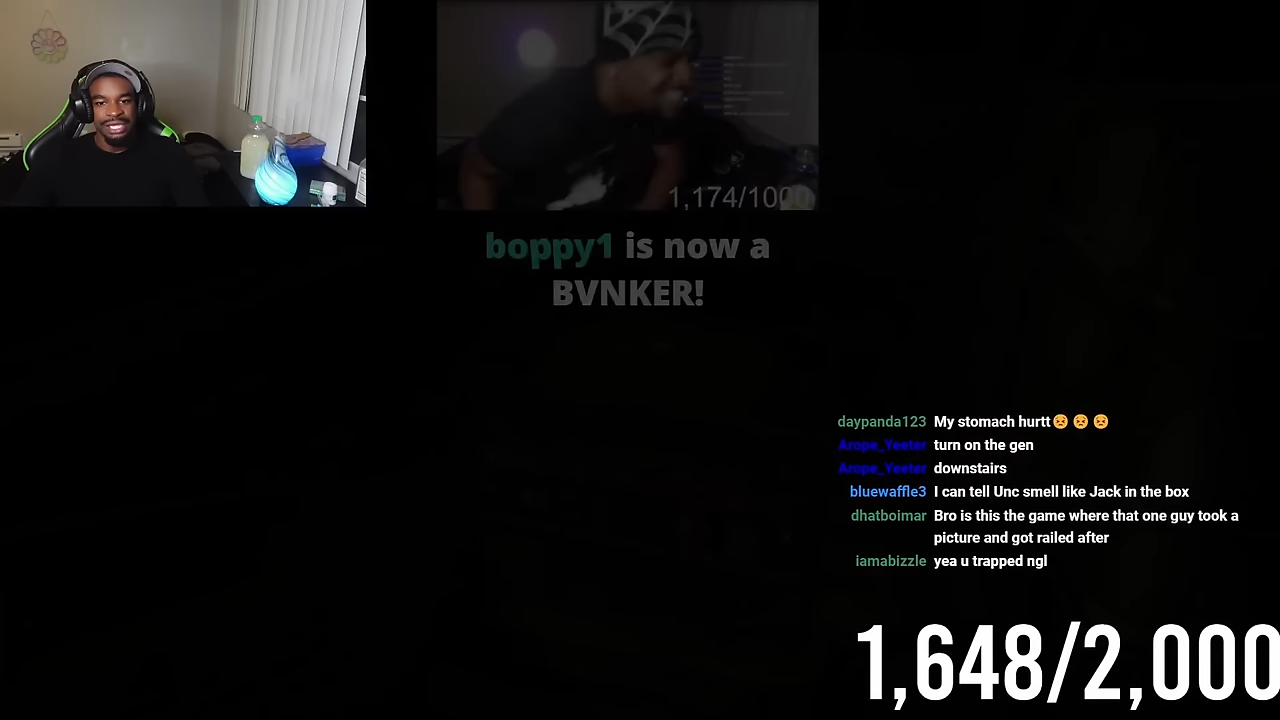 1,174/1000
boppy1 is now a
BVNKER!
daypanda123 My stomach hurtt😣 😣 😣
Arope_Yeeter turn on the gen
Arope_Yeeter downstairs
bluewaffle3 I can tell Unc smell like Jack in the box
dhatboimar Bro is this the game where that one guy took a
picture and got railed after
iamabizzle yea u trapped ngl
1,648/2,000